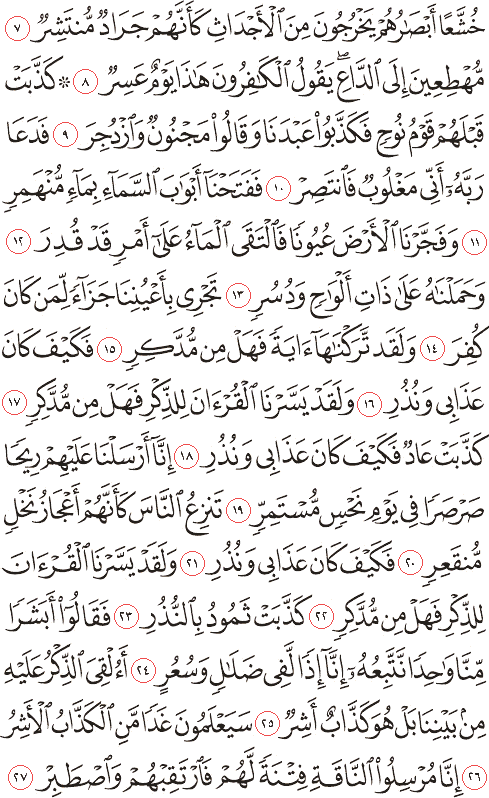 خُشَّعًا أَبْصَٰرُهُمْ يَخْرُجُونَ مِنَ ٱلْأَجْدَاثِ كَأَنَّهُمْ جَرَادٌ مُّنتَشِرٌ ٧
مُّهْطِعِينَ إِلَى ٱلدَّاعِ ۖ يَقُولُ ٱلْكَٰفِرُونَ هَٰذَا يَوْمٌ عَسِرٌ ٨ ۞ كَذَّبَتْ
قَبْلَهُمْ قَوْمُ نُوحٍ فَكَذَّبُوا۟ عَبْدَنَا وَقَالُوا۟ مَجْنُونٌ وَٱزْدُجِرَ ٩ فَدَعَا
رَبَّهُۥٓ أَنِّى مَغْلُوبٌ فَٱنتَصِرْ ١٠ فَفَتَحْنَآ أَبْوَٰبَ ٱلسَّمَآءِ بِمَآءٍ مُّنْهَمِرٍ
١١ وَفَجَّرْنَا ٱلْأَرْضَ عُيُونًا فَٱلْتَقَى ٱلْمَآءُ عَلَىٰٓ أَمْرٍ قَدْ قُدِرَ ١٢
وَحَمَلْنَٰهُ عَلَىٰ ذَاتِ أَلْوَٰحٍ وَدُسُرٍ ١٣ تَجْرِى بِأَعْيُنِنَا جَزَآءً لِّمَن كَانَ
كُفِرَ ١٤ وَلَقَد تَّرَكْنَٰهَآ ءَايَةً فَهَلْ مِن مُّدَّكِرٍ ١٥ فَكَيْفَ كَانَ
عَذَابِى وَنُذُرِ ١٦ وَلَقَدْ يَسَّرْنَا ٱلْقُرْءَانَ لِلذِّكْرِ فَهَلْ مِن مُّدَّكِرٍ ١٧
كَذَّبَتْ عَادٌ فَكَيْفَ كَانَ عَذَابِى وَنُذُرِ ١٨ إِنَّآ أَرْسَلْنَا عَلَيْهِمْ رِيحًا
صَرْصَرًا فِى يَوْمِ نَحْسٍ مُّسْتَمِرٍّ ١٩ تَنزِعُ ٱلنَّاسَ كَأَنَّهُمْ أَعْجَازُ نَخْلٍ
مُّنقَعِرٍ ٢٠ فَكَيْفَ كَانَ عَذَابِى وَنُذُرِ ٢١ وَلَقَدْ يَسَّرْنَا ٱلْقُرْءَانَ
لِلذِّكْرِ فَهَلْ مِن مُّدَّكِرٍ ٢٢ كَذَّبَتْ ثَمُودُ بِٱلنُّذُرِ ٢٣ فَقَالُوٓا۟ أَبَشَرًا
مِّنَّا وَٰحِدًا نَّتَّبِعُهُۥٓ إِنَّآ إِذًا لَّفِى ضَلَٰلٍ وَسُعُرٍ ٢٤ أَءُلْقِىَ ٱلذِّكْرُ عَلَيْهِ
مِنۢ بَيْنِنَا بَلْ هُوَ كَذَّابٌ أَشِرٌ ٢٥ سَيَعْلَمُونَ غَدًا مَّنِ ٱلْكَذَّابُ ٱلْأَشِرُ
٢٦ إِنَّا مُرْسِلُوا۟ ٱلنَّاقَةِ فِتْنَةً لَّهُمْ فَٱرْتَقِبْهُمْ وَٱصْطَبِرْ ٢٧